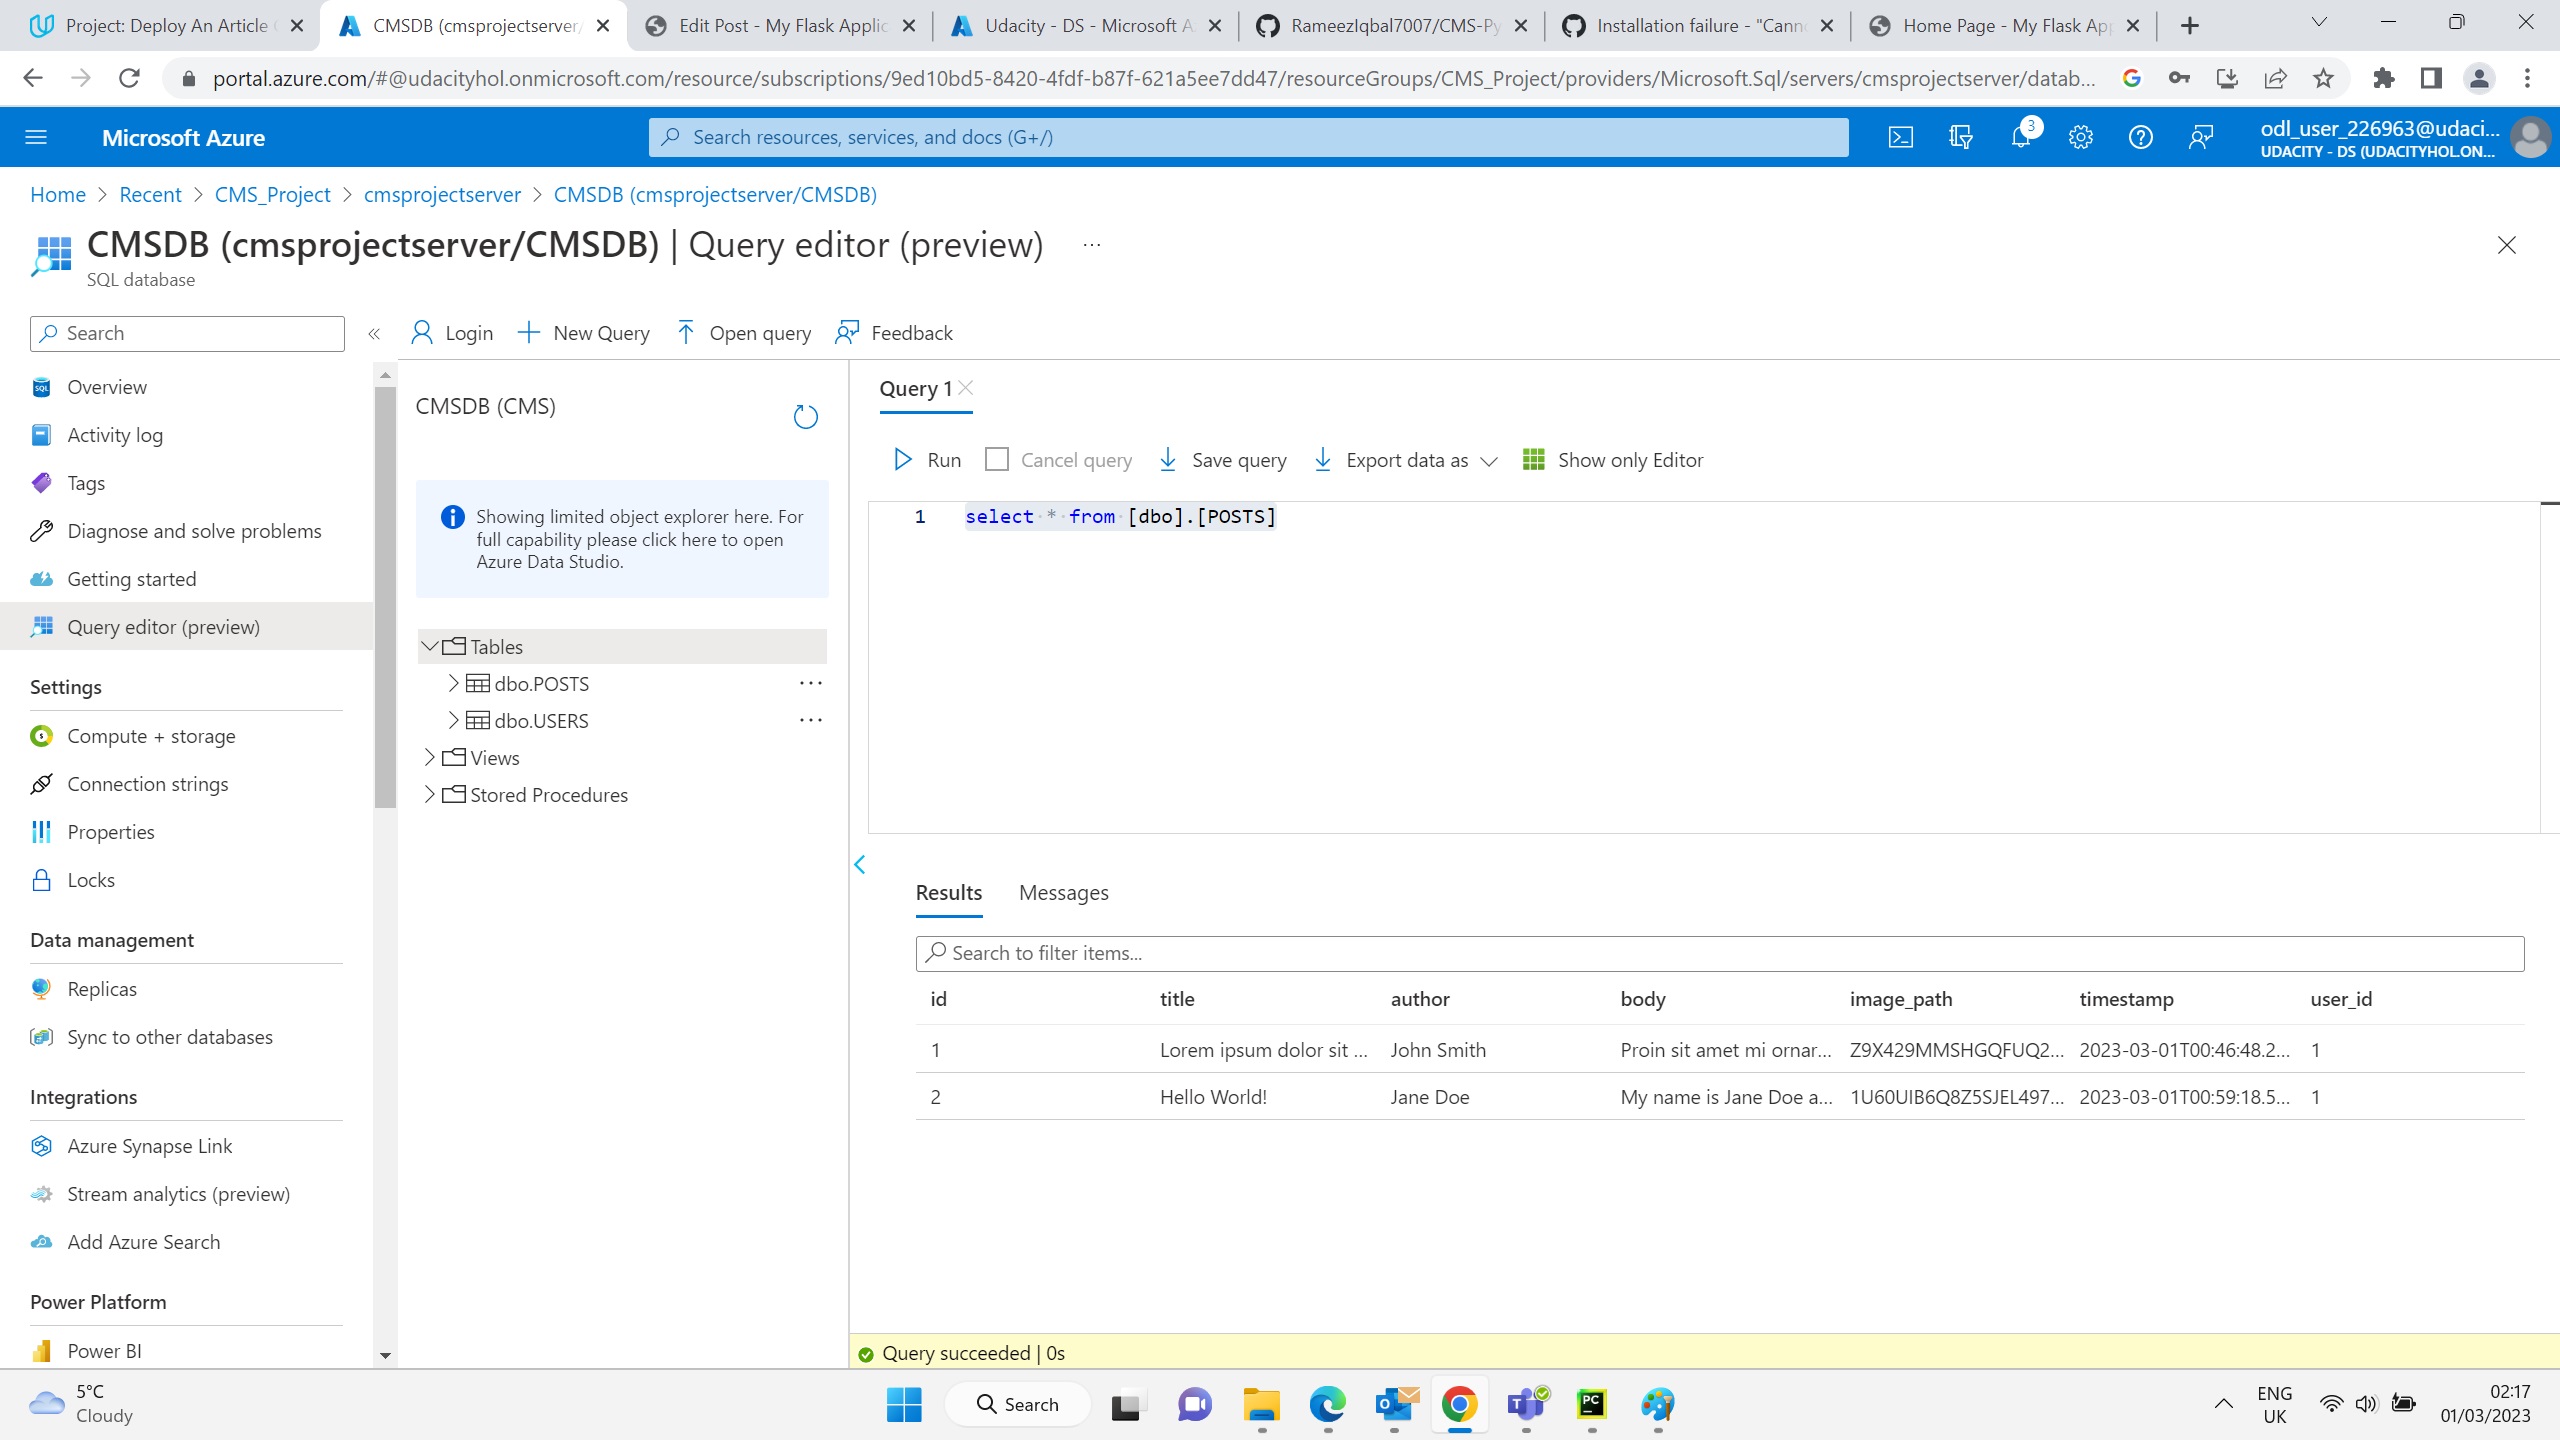 Project: Deploy An Article
CMSDB (cmsprojectserver/
Edit Post - My Flask Applic
Udacity - DS - Microsoft A
RameezIqbal7007/CMS-Py
Installation failure - "Canno
Home Page - My Flask App
portal.azure.com/#@udacityhol.onmicrosoft.com/resource/subscriptions/9ed10bd5-8420-4fdf-b87f-621a5ee7dd47/resourceGroups/CMS_Project/providers/Microsoft.Sql/servers/cmsprojectserver/datab...
Microsoft Azure
Search resources, services, and docs (G+/)
3
odl_user_226963@udaci...
UDACITY - DS (UDACITYHOL.ON...
Home > Recent > CMS_Project > cmsprojectserver > CMSDB (cmsprojectserver/CMSDB)
CMSDB (cmsprojectserver/CMSDB) | Query editor (preview) ...
SQL database
Search
Login
New Query
Open query
Feedback
Overview
Activity log
Tags
Diagnose and solve problems
Getting started
Query editor (preview)
Settings
Compute + storage
Connection strings
Properties
Locks
Data management
Replicas
Sync to other databases
Integrations
Azure Synapse Link
Stream analytics (preview)
Add Azure Search
Power Platform
Power BI
CMSDB (CMS)
Showing limited object explorer here. For
full capability please click here to open
Azure Data Studio.
Tables
dbo.POSTS ...
dbo.USERS ...
Views
Stored Procedures
Query 1
Run
Cancel query
Save query
Export data as
Show only Editor
1 select * from [dbo].[POSTS]
Results Messages
Search to filter items...
id title author body image_path timestamp user_id
1 Lorem ipsum dolor sit ... John Smith Proin sit amet mi ornar... Z9X429MMSHGQFUQ2... 2023-03-01T00:46:48.2... 1
2 Hello World! Jane Doe My name is Jane Doe a... 1U60UIB6Q8Z5SJEL497... 2023-03-01T00:59:18.5... 1
Query succeeded | 0s
5°C
Cloudy
Search
ENG
UK
02:17
01/03/2023